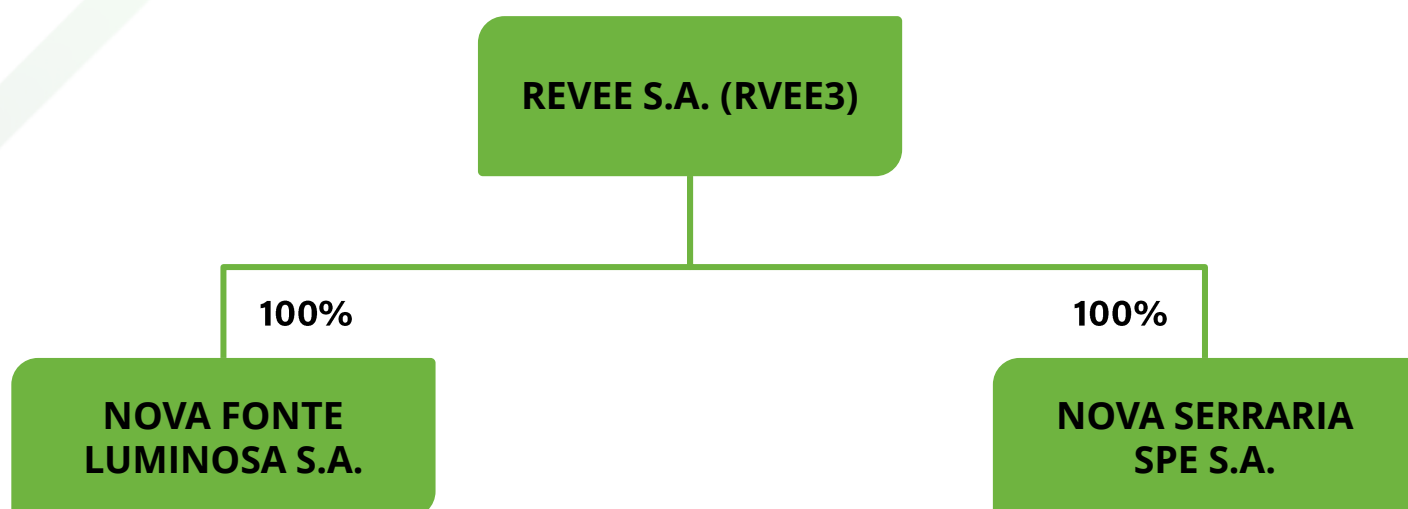 REVEE S.A. (RVEE3)
100%
100%
NOVA FONTE
LUMINOSA S.A.
NOVA SERRARIA
SPE S.A.